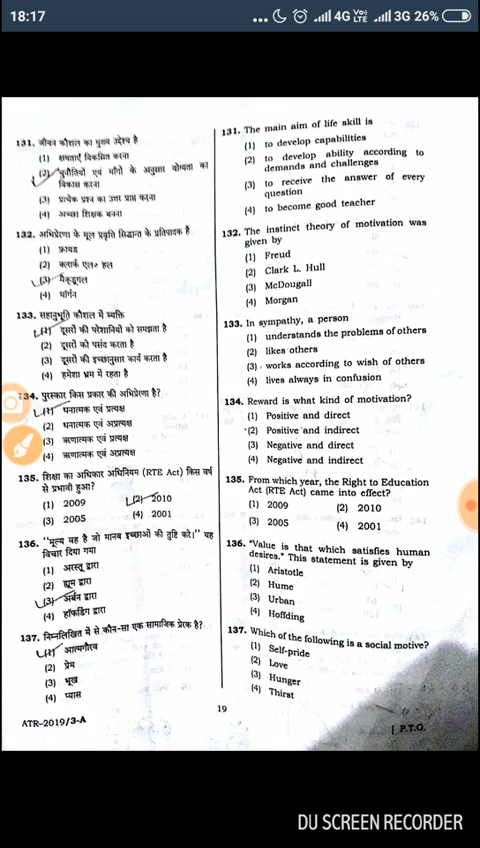 18:17
... 4G VoLTE 3G 26%
131. जीवन कौशल का मुख्य उद्देश्य है
(1) क्षमताएँ विकसित करना
(2) चुनौतियों एवं माँगों के अनुसार योग्यता का
विकास करना
(3) प्रत्येक प्रश्न का उत्तर प्राप्त करना
(4) अच्छा शिक्षक बनना
132. अभिप्रेरणा के मूल प्रवृत्ति सिद्धान्त के प्रतिपादक हैं
(1) फ्रायड
(2) क्लार्क एल० हल
(3) मैक्डूगल
(4) मॉर्गन
133. सहानुभूति कौशल में व्यक्ति
(1) दूसरों की परेशानियों को समझता है
(2) दूसरों को पसंद करता है
(3) दूसरों की इच्छानुसार कार्य करता है
(4) हमेशा भ्रम में रहता है
134. पुरस्कार किस प्रकार की अभिप्रेरणा है?
(1) धनात्मक एवं प्रत्यक्ष
(2) धनात्मक एवं अप्रत्यक्ष
(3) ऋणात्मक एवं प्रत्यक्ष
(4) ऋणात्मक एवं अप्रत्यक्ष
135. शिक्षा का अधिकार अधिनियम (RTE Act) किस वर्ष
से प्रभावी हुआ?
(1) 2009 (2) 2010
(3) 2005 (4) 2001
136. "मूल्य वह है जो मानव इच्छाओं की तुष्टि करे।" यह
विचार दिया गया
(1) अरस्तू द्वारा
(2) ह्यूम द्वारा
(3) अर्बन द्वारा
(4) हॉफडिंग द्वारा
137. निम्नलिखित में से कौन-सा एक सामाजिक प्रेरक है?
(1) आत्मगौरव
(2) प्रेम
(3) भूख
(4) प्यास
ATR-2019/3-A
131. The main aim of life skill is
(1) to develop capabilities
(2) to develop ability according to
demands and challenges
(3) to receive the answer of every
question
(4) to become good teacher
132. The instinct theory of motivation was
given by
(1) Freud
(2) Clark L. Hull
(3) McDougall
(4) Morgan
133. In sympathy, a person
(1) understands the problems of others
(2) likes others
(3) works according to wish of others
(4) lives always in confusion
134. Reward is what kind of motivation?
(1) Positive and direct
(2) Positive and indirect
(3) Negative and direct
(4) Negative and indirect
135. From which year, the Right to Education
Act (RTE Act) came into effect?
(1) 2009 (2) 2010
(3) 2005 (4) 2001
136. "Value is that which satisfies human
desires." This statement is given by
(1) Aristotle
(2) Hume
(3) Urban
(4) Hoffding
137. Which of the following is a social motive?
(1) Self-pride
(2) Love
(3) Hunger
(4) Thirst
19
[ P.T.O.
DU SCREEN RECORDER